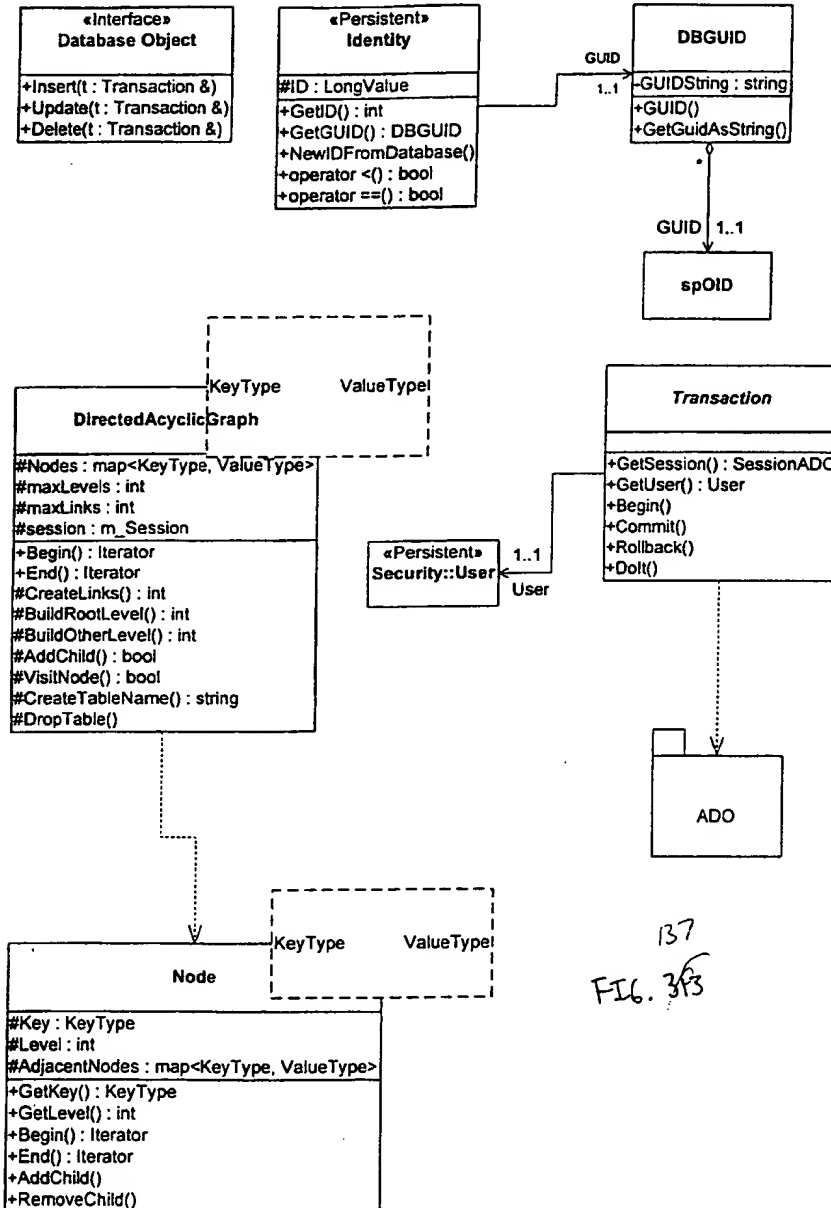 «Interface»
Database Object
+Insert(t : Transaction &)
+Update(t : Transaction &)
+Delete(t : Transaction &)
«Persistent»
Identity
#ID : LongValue
+GetID() : int
+GetGUID() : DBGUID
+NewIDFromDatabase()
+operator <() : bool
+operator ==() : bool
GUID
1..1
DBGUID
-GUIDString : string
+GUID()
+GetGuidAsString()
*
GUID 1..1
spOID
KeyType ValueType
DirectedAcyclicGraph
#Nodes : map<KeyType, ValueType>
#maxLevels : int
#maxLinks : int
#session : m_Session
+Begin() : Iterator
+End() : Iterator
#CreateLinks() : int
#BuildRootLevel() : int
#BuildOtherLevel() : int
#AddChild() : bool
#VisitNode() : bool
#CreateTableName() : string
#DropTable()
Transaction
+GetSession() : SessionADO
+GetUser() : User
+Begin()
+Commit()
+Rollback()
+DoIt()
«Persistent»
Security::User
1..1
User
ADO
KeyType ValueType
Node
#Key : KeyType
#Level : int
#AdjacentNodes : map<KeyType, ValueType>
+GetKey() : KeyType
+GetLevel() : int
+Begin() : Iterator
+End() : Iterator
+AddChild()
+RemoveChild()
137
FIG.